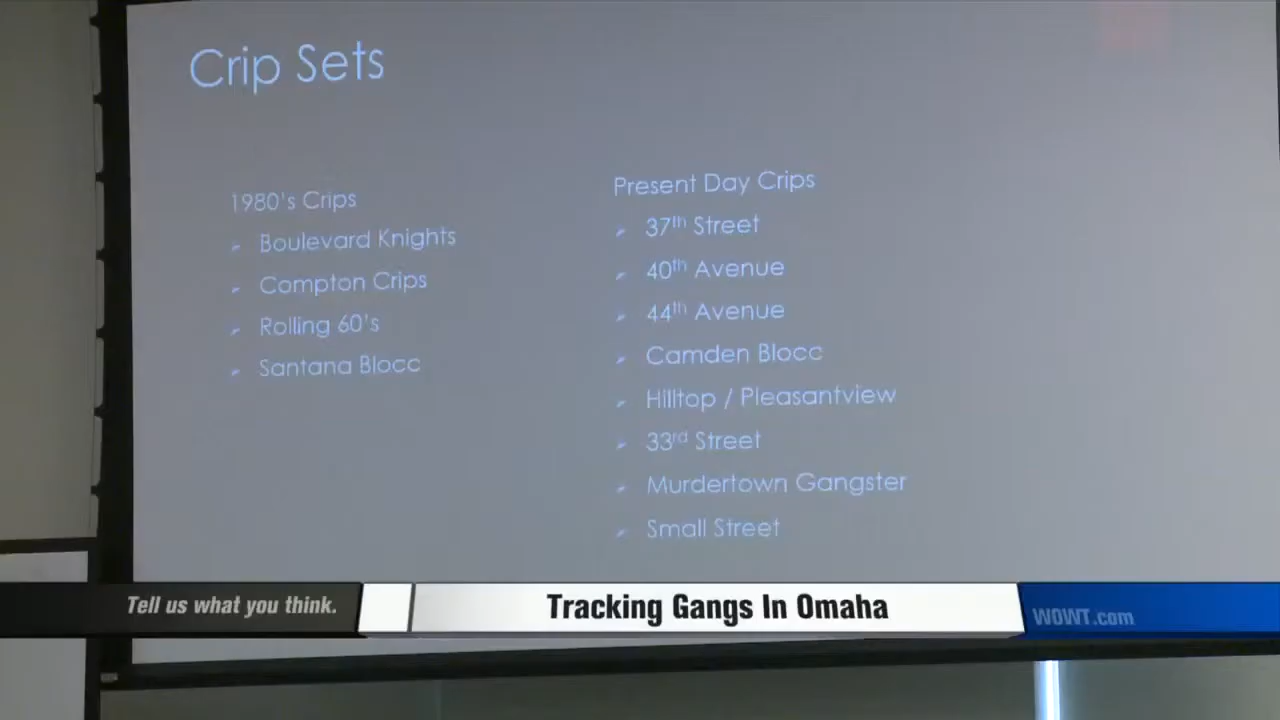 Crip Sets
1980's Crips
Boulevard Knights
Compton Crips
Rolling 60's
Santana Blocc
Present Day Crips
37th Street
40th Avenue
44th Avenue
Camden Blocc
Hilltop / Pleasantview
33rd Street
Murdertown Gangster
Small Street
Tell us what you think.
Tracking Gangs In Omaha
WOWT.com